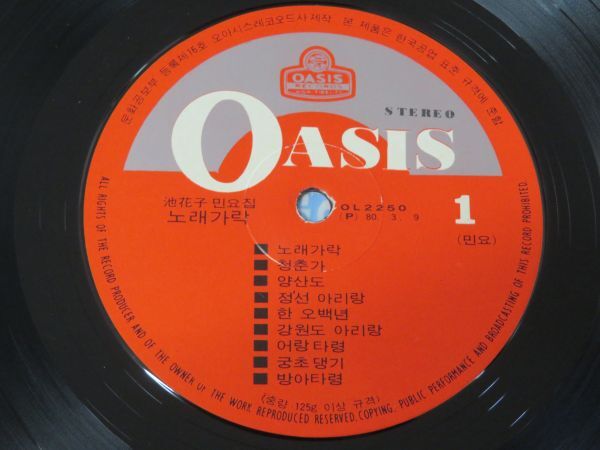 문화공보부 등록제16호 오아시스레코오드사 제작 본 제품은 한국공업 표준 규격에 준함
OASIS
RECORDS
STEREO
OASIS
池花子 민요집
노래가락
OL2250
(P) 80. 3. 9
1
(민요)
■ 노래가락
■ 청춘가
■ 양산도
■ 정선 아리랑
■ 한 오백년
■ 강원도 아리랑
■ 어랑타령
■ 궁초댕기
■ 방아타령
(중량 125g 이상 규격)
ALL RIGHTS OF THE RECORD PRODUCER AND OF THE OWNER OF THE WORK REPRODUCED RESERVED. COPYING, PUBLIC PERFORMANCE AND BROADCASTING OF THIS RECORD PROHIBITED.